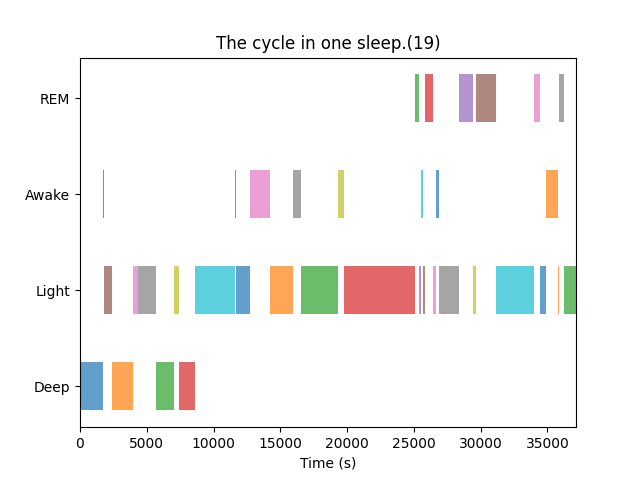 The cycle in one sleep.(19)
REM
Awake
Light
Deep
0 5000 10000 15000 20000 25000 30000 35000
Time (s)